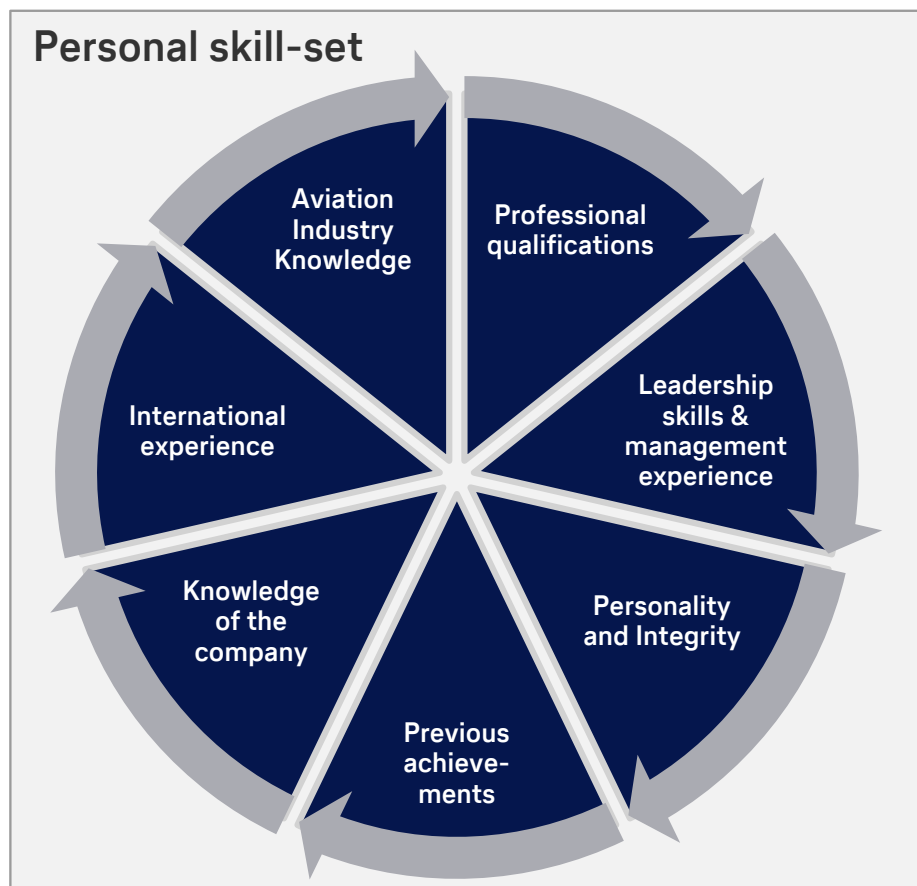 Personal skill-set
Aviation
Industry
Knowledge
Professional
qualifications
Leadership
skills &
management
experience
Personality
and Integrity
Previous
achieve-
ments
Knowledge
of the
company
International
experience